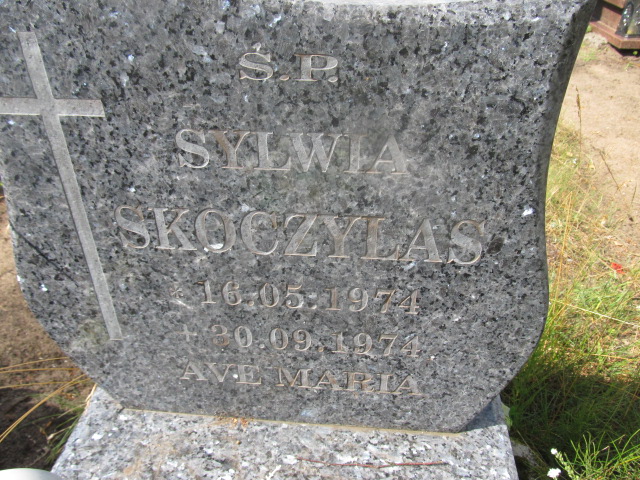 Ś.P.
SYLWIA
SKOCZYLAS
* 16.05.1974
+ 30.09.1974
AVE MARIA